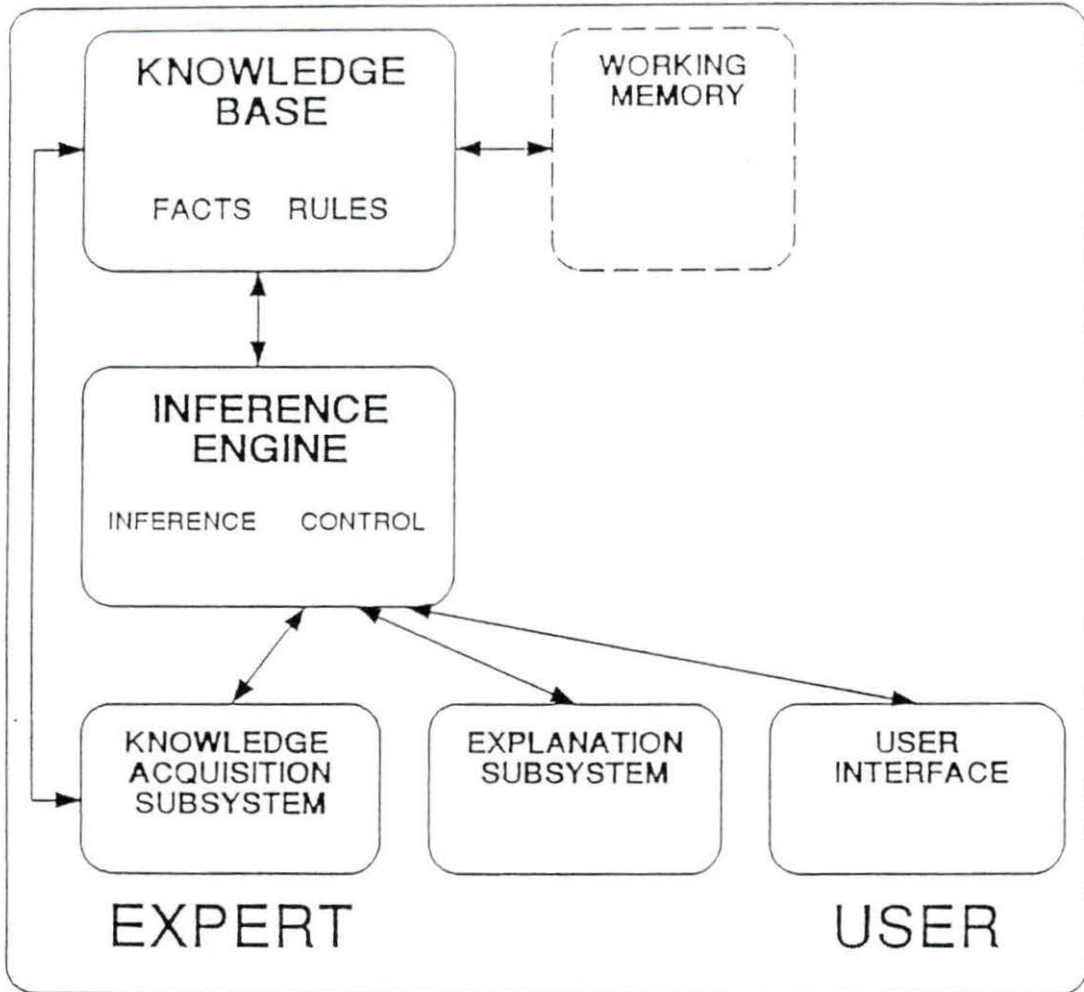 KNOWLEDGE
BASE
FACTS RULES
WORKING
MEMORY
INFERENCE
ENGINE
INFERENCE CONTROL
KNOWLEDGE
ACQUISITION
SUBSYSTEM
EXPLANATION
SUBSYSTEM
USER
INTERFACE
EXPERT
USER